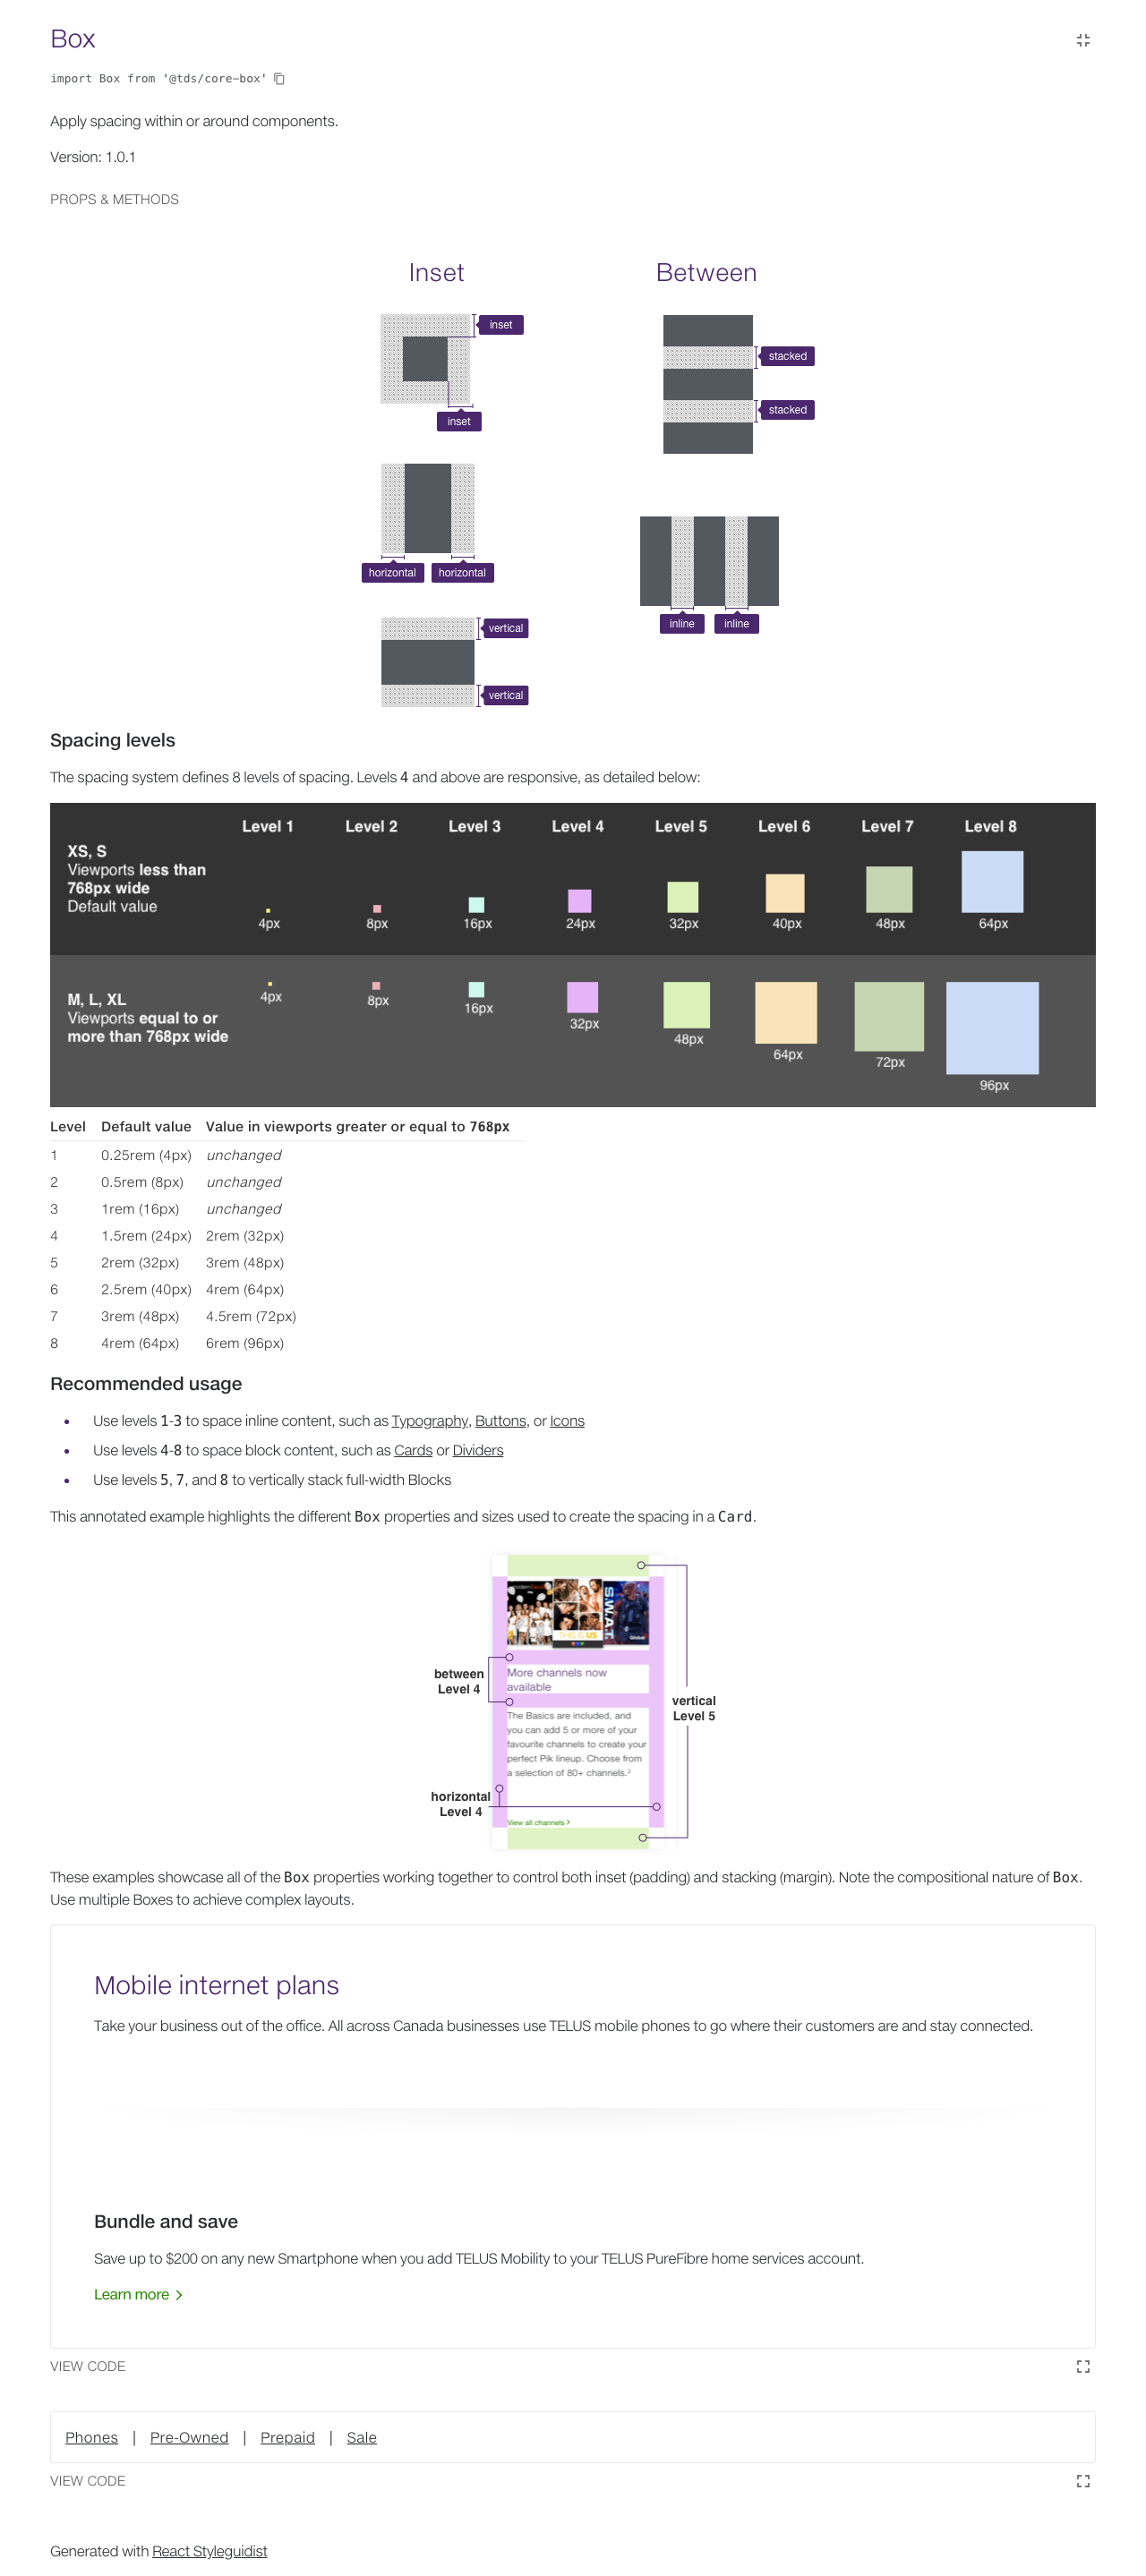 Box
import Box from '@tds/core-box'
Apply spacing within or around components.
Version: 1.0.1
PROPS & METHODS
Inset
Between
inset
inset
stacked
stacked
horizontal
horizontal
inline
inline
vertical
vertical
Spacing levels
The spacing system defines 8 levels of spacing. Levels 4 and above are responsive, as detailed below:
Level 1 Level 2 Level 3 Level 4 Level 5 Level 6 Level 7 Level 8
XS, S
Viewports less than
768px wide
Default value
4px 8px 16px 24px 32px 40px 48px 64px
M, L, XL
Viewports equal to or
more than 768px wide
4px 8px 16px 32px 48px 64px 72px 96px
Level Default value Value in viewports greater or equal to 768px
1 0.25rem (4px) unchanged
2 0.5rem (8px) unchanged
3 1rem (16px) unchanged
4 1.5rem (24px) 2rem (32px)
5 2rem (32px) 3rem (48px)
6 2.5rem (40px) 4rem (64px)
7 3rem (48px) 4.5rem (72px)
8 4rem (64px) 6rem (96px)
Recommended usage
• Use levels 1-3 to space inline content, such as Typography, Buttons, or Icons
• Use levels 4-8 to space block content, such as Cards or Dividers
• Use levels 5, 7, and 8 to vertically stack full-width Blocks
This annotated example highlights the different Box properties and sizes used to create the spacing in a Card.
THIS IS US
S.W.A.T.
Global
between
Level 4
More channels now
available
vertical
Level 5
The Basics are included, and
you can add 5 or more of your
favourite channels to create your
perfect Pik lineup. Choose from
a selection of 80+ channels.²
horizontal
Level 4
View all channels >
These examples showcase all of the Box properties working together to control both inset (padding) and stacking (margin). Note the compositional nature of Box.
Use multiple Boxes to achieve complex layouts.
Mobile internet plans
Take your business out of the office. All across Canada businesses use TELUS mobile phones to go where their customers are and stay connected.
Bundle and save
Save up to $200 on any new Smartphone when you add TELUS Mobility to your TELUS PureFibre home services account.
Learn more >
VIEW CODE
Phones | Pre-Owned | Prepaid | Sale
VIEW CODE
Generated with React Styleguidist